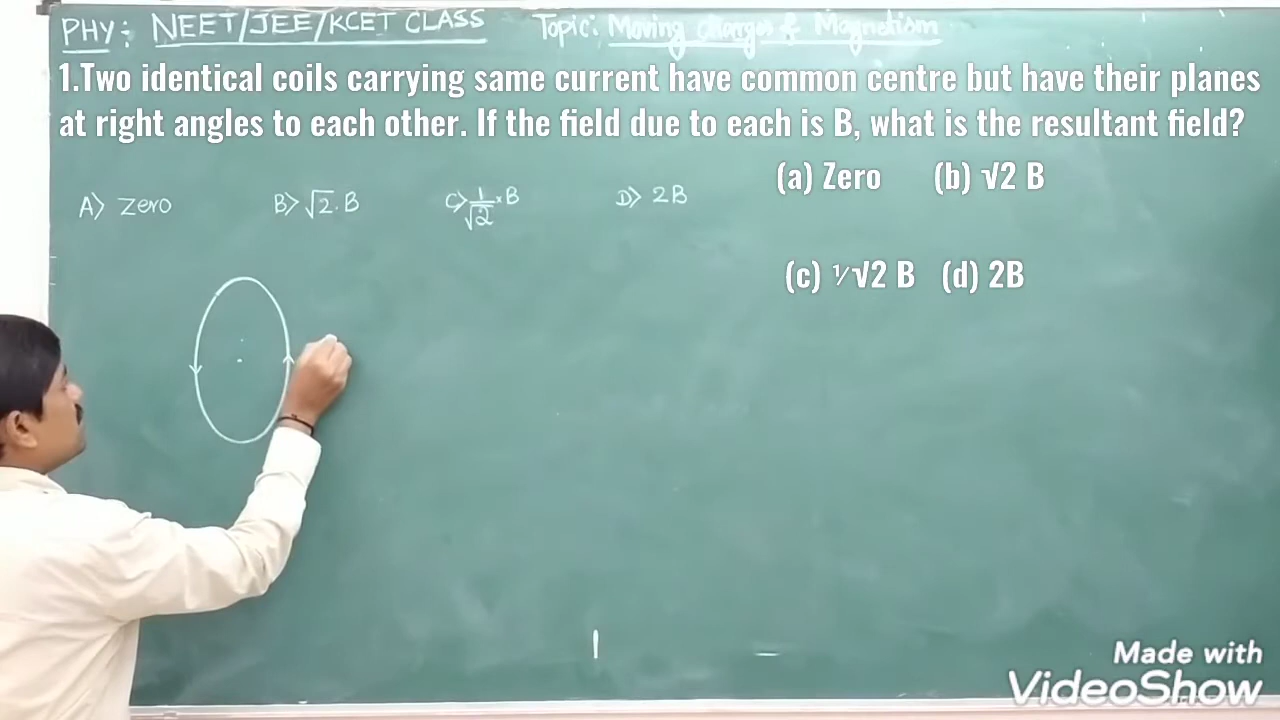 PHY: NEET/JEE/KCET CLASS Topic: Moving Charges & Magnetism
1.Two identical coils carrying same current have common centre but have their planes
at right angles to each other. If the field due to each is B, what is the resultant field?
(a) Zero (b) √2 B
A) Zero B) √2. B C) 1/√2 × B D) 2B
(c) 1/√2 B (d) 2B
Made with
VideoShow